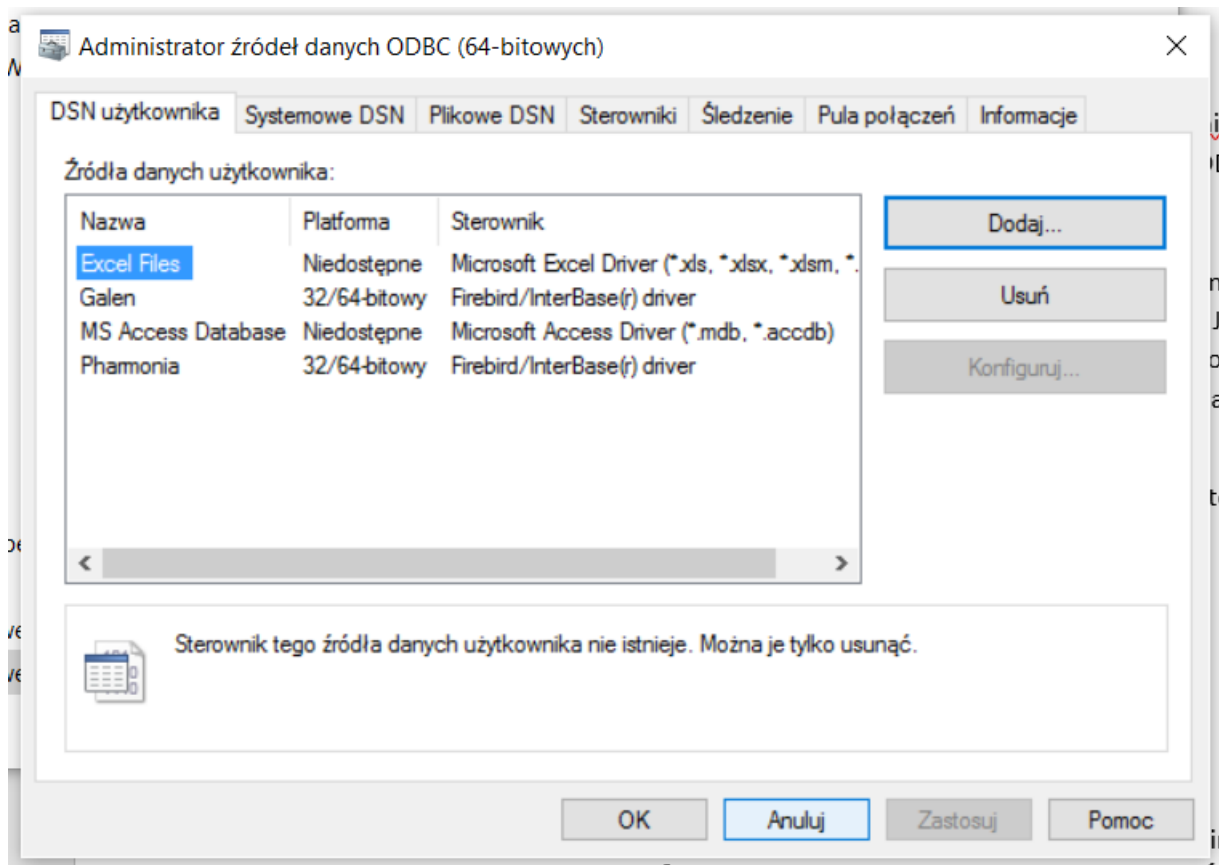 Administrator źródeł danych ODBC (64-bitowych)
DSN użytkownika Systemowe DSN Plikowe DSN Sterowniki Śledzenie Pula połączeń Informacje
Źródła danych użytkownika:
Nazwa Platforma Sterownik
Excel Files Niedostępne Microsoft Excel Driver (*.xls, *.xlsx, *.xlsm, *.
Galen 32/64-bitowy Firebird/InterBase(r) driver
MS Access Database Niedostępne Microsoft Access Driver (*.mdb, *.accdb)
Pharmonia 32/64-bitowy Firebird/InterBase(r) driver
Dodaj...
Usuń
Konfiguruj...
Sterownik tego źródła danych użytkownika nie istnieje. Można je tylko usunąć.
OK Anuluj Zastosuj Pomoc